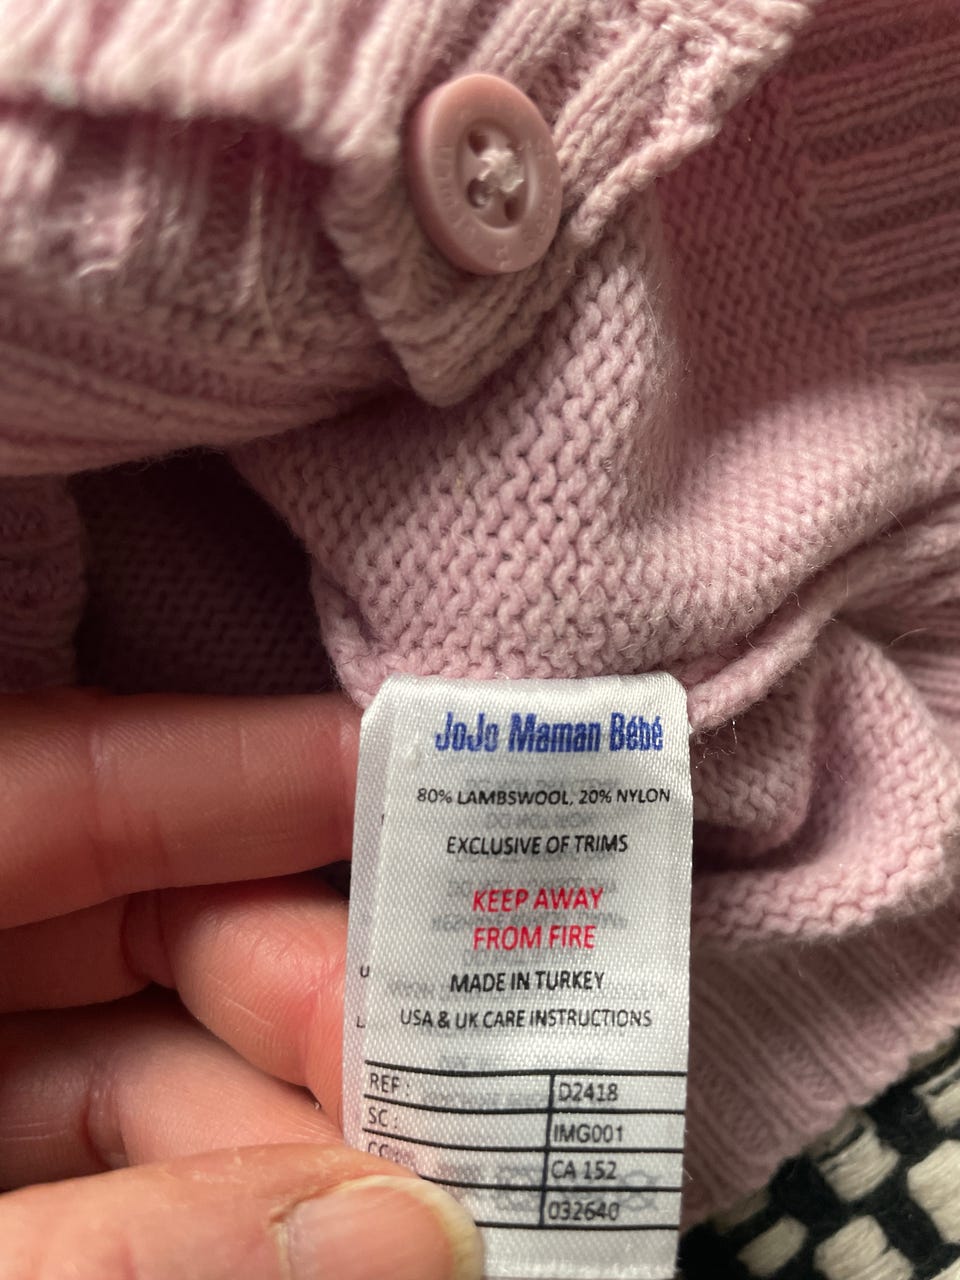 JoJo Maman Bébé
80% LAMBSWOOL, 20% NYLON
EXCLUSIVE OF TRIMS
KEEP AWAY
FROM FIRE
MADE IN TURKEY
USA & UK CARE INSTRUCTIONS
REF : D2418
SC : IMG001
CC CA 152
032640